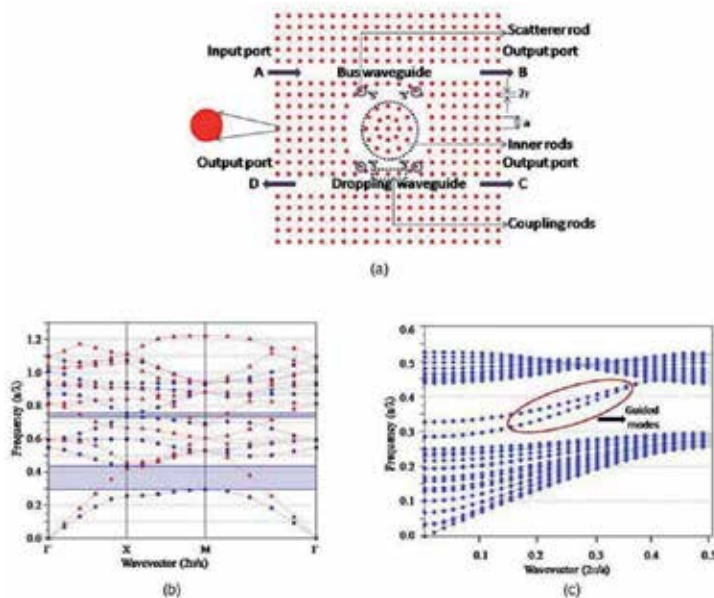 Scatterer rod
Input port
Output port
A
Bus waveguide
B
2r
a
Inner rods
Output port
Output port
D
Dropping waveguide
C
Coupling rods
(a)
1.2
1.0
0.8
0.6
0.4
0.2
0.0
Frequency (a/λ)
Γ
X
M
Γ
Wavevector (2π/a)
(b)
0.6
0.5
0.4
0.3
0.2
0.1
0.0
Frequency (a/λ)
Guided
modes
0.1
0.2
0.3
0.4
0.5
Wavevector (2π/a)
(c)